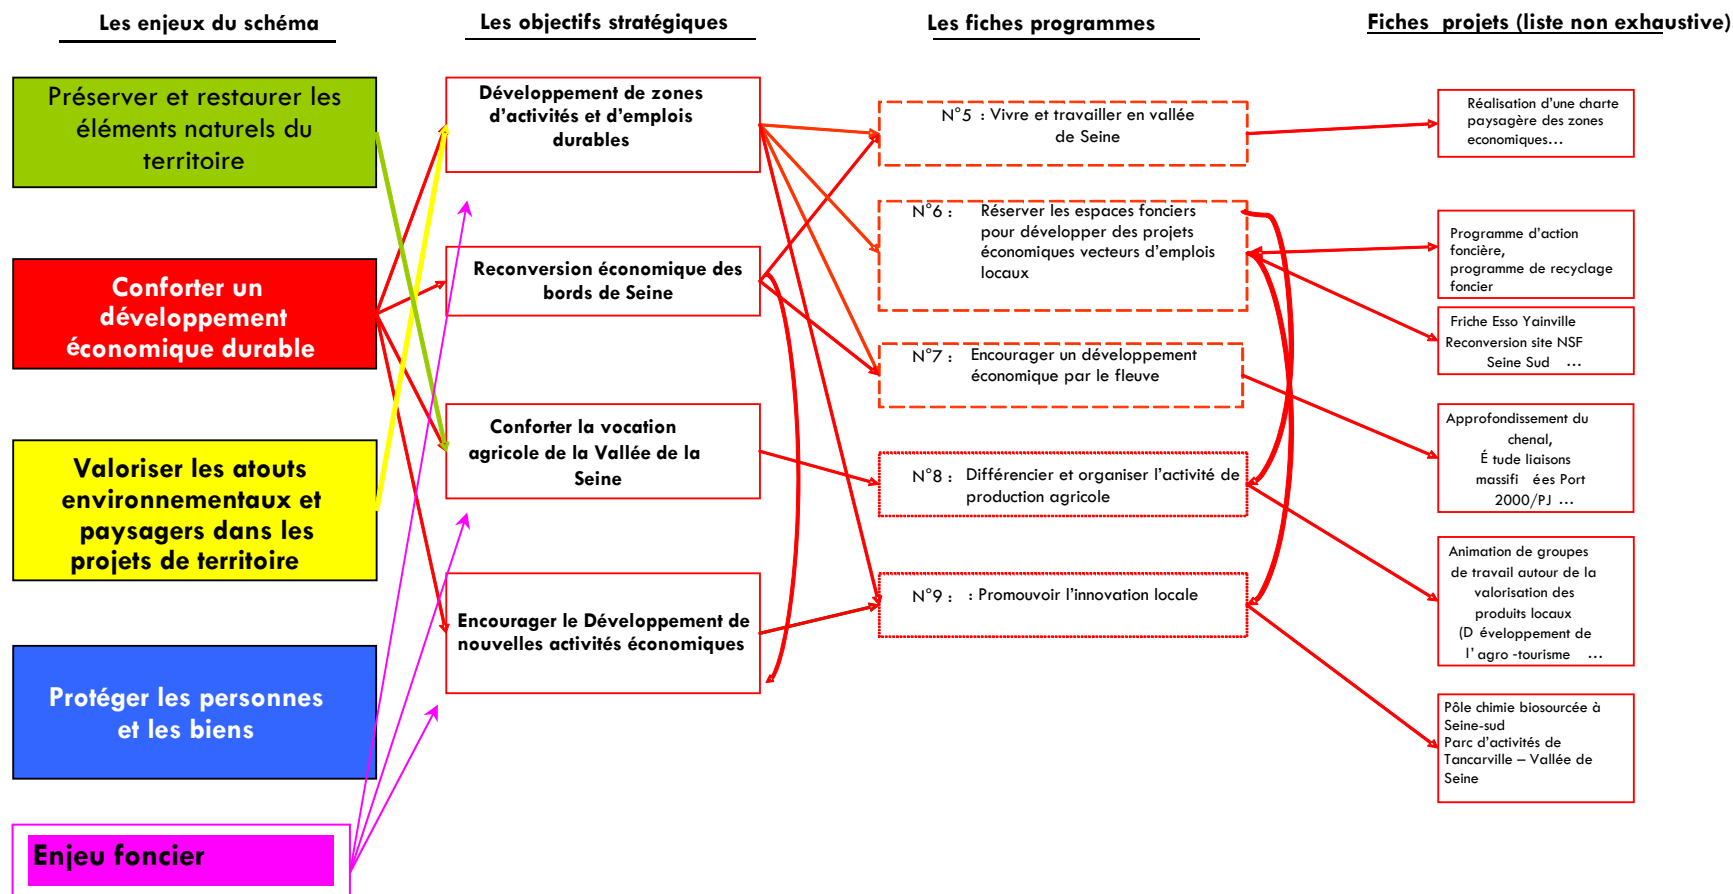 Les enjeux du schéma
Les objectifs stratégiques
Les fiches programmes
Fiches projets (liste non exhaustive)
Préserver et restaurer les
éléments naturels du
territoire
Conforter un
développement
économique durable
Valoriser les atouts
environnementaux et
paysagers dans les
projets de territoire
Protéger les personnes
et les biens
Enjeu foncier
Développement de zones
d’activités et d’emplois
durables
Reconversion économique des
bords de Seine
Conforter la vocation
agricole de la Vallée de la
Seine
Encourager le Développement de
nouvelles activités économiques
N°5 : Vivre et travailler en vallée
de Seine
N°6 : Réserver les espaces fonciers
pour développer des projets
économiques vecteurs d’emplois
locaux
N°7 : Encourager un développement
économique par le fleuve
N°8 : Différencier et organiser l’activité de
production agricole
N°9 : : Promouvoir l’innovation locale
Réalisation d’une charte
paysagère des zones
economiques…
Programme d’action
foncière,
programme de recyclage
foncier
Friche Esso Yainville
Reconversion site NSF
Seine Sud …
Approfondissement du
chenal,
É tude liaisons
massifi ées Port
2000/PJ …
Animation de groupes
de travail autour de la
valorisation des
produits locaux
(D éveloppement de
l’ agro -tourisme …
Pôle chimie biosourcée à
Seine-sud
Parc d’activités de
Tancarville – Vallée de
Seine